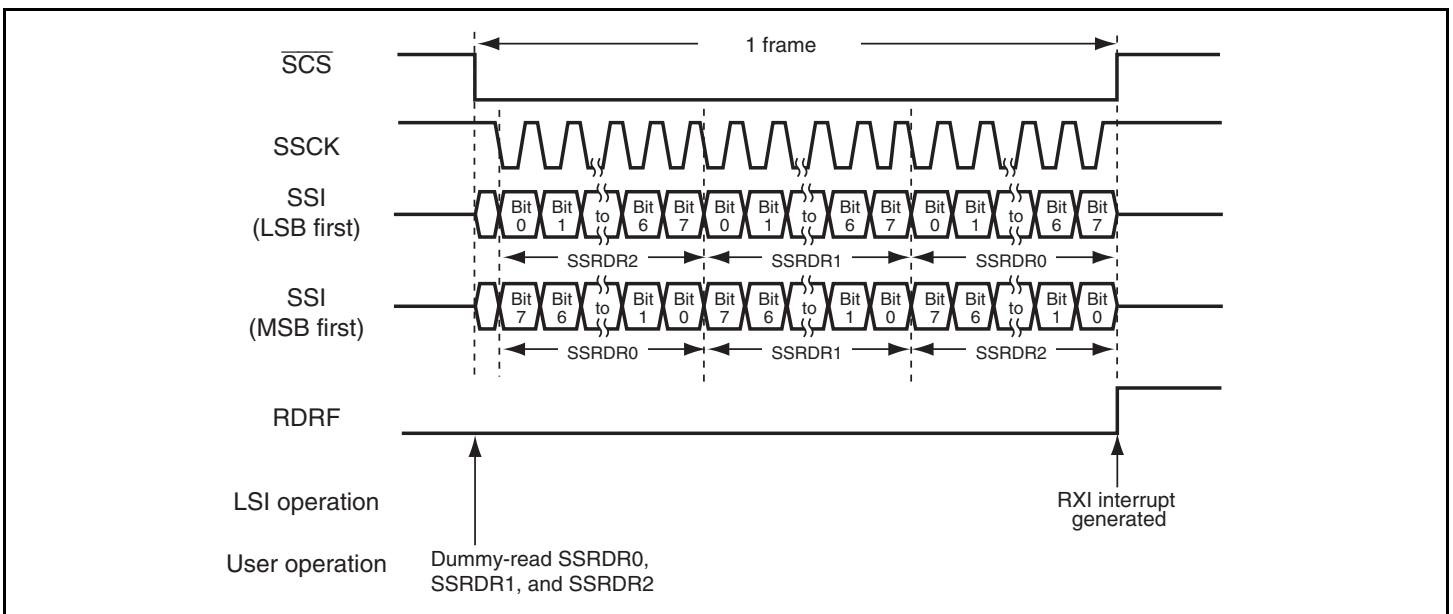 1 frame
SCS
SSCK
SSI
(LSB first)
Bit 0 Bit 1 to Bit 6 Bit 7 Bit 0 Bit 1 to Bit 6 Bit 7 Bit 0 Bit 1 to Bit 6 Bit 7
SSRDR2 SSRDR1 SSRDR0
SSI
(MSB first)
Bit 7 Bit 6 to Bit 1 Bit 0 Bit 7 Bit 6 to Bit 1 Bit 0 Bit 7 Bit 6 to Bit 1 Bit 0
SSRDR0 SSRDR1 SSRDR2
RDRF
LSI operation
RXI interrupt
generated
User operation
Dummy-read SSRDR0,
SSRDR1, and SSRDR2